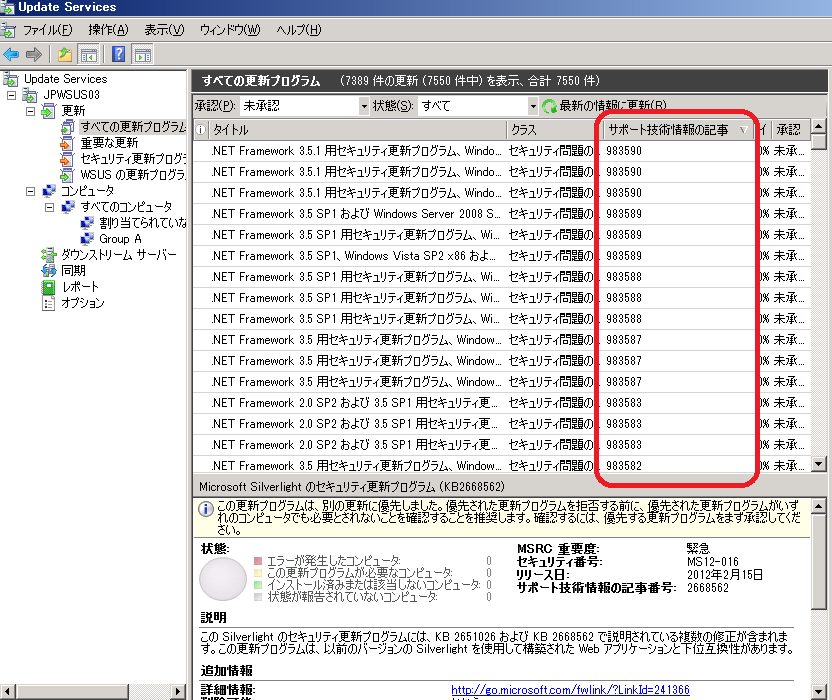 Update Services
ファイル(F) 操作(A) 表示(V) ウィンドウ(W) ヘルプ(H)
Update Services
JPWSUS03
更新
すべての更新プログラム
重要な更新
セキュリティ更新プログ
WSUS の更新プログラ
コンピュータ
すべてのコンピュータ
割り当てられていな
Group A
ダウンストリーム サーバー
同期
レポート
オプション
すべての更新プログラム (7389 件の更新 (7550 件中) を表示、合計 7550 件)
承認(P): 未承認 状態(S): すべて 最新の情報に更新(R)
タイトル クラス サポート技術情報の記事 イ 承認
.NET Framework 3.5.1 用セキュリティ更新プログラム、Windo... セキュリティ問題の... 983590 0% 未承...
.NET Framework 3.5.1 用セキュリティ更新プログラム、Windo... セキュリティ問題の... 983590 0% 未承...
.NET Framework 3.5.1 用セキュリティ更新プログラム、Windo... セキュリティ問題の... 983590 0% 未承...
.NET Framework 3.5 SP1 および Windows Server 2008 S... セキュリティ問題の... 983589 0% 未承...
.NET Framework 3.5 SP1 用セキュリティ更新プログラム、Wi... セキュリティ問題の... 983589 0% 未承...
.NET Framework 3.5 SP1、Windows Vista SP2 x86 およ... セキュリティ問題の... 983589 0% 未承...
.NET Framework 3.5 SP1 用セキュリティ更新プログラム、Wi... セキュリティ問題の... 983588 0% 未承...
.NET Framework 3.5 SP1 用セキュリティ更新プログラム、Wi... セキュリティ問題の... 983588 0% 未承...
.NET Framework 3.5 SP1 用セキュリティ更新プログラム、Wi... セキュリティ問題の... 983588 0% 未承...
.NET Framework 3.5 用セキュリティ更新プログラム、Window... セキュリティ問題の... 983587 0% 未承...
.NET Framework 3.5 用セキュリティ更新プログラム、Window... セキュリティ問題の... 983587 0% 未承...
.NET Framework 3.5 用セキュリティ更新プログラム、Window... セキュリティ問題の... 983587 0% 未承...
.NET Framework 2.0 SP2 および 3.5 SP1 用セキュリティ更... セキュリティ問題の... 983583 0% 未承...
.NET Framework 2.0 SP2 および 3.5 SP1 用セキュリティ更... セキュリティ問題の... 983583 0% 未承...
.NET Framework 2.0 SP2 および 3.5 SP1 用セキュリティ更... セキュリティ問題の... 983583 0% 未承...
.NET Framework 3.5 用セキュリティ更新プログラム、Window... セキュリティ問題の... 983582 0% 未承...
Microsoft Silverlight のセキュリティ更新プログラム (KB2668562)
この更新プログラムは、別の更新に優先しました。優先された更新プログラムを拒否する前に、優先された更新プログラムがいず
れのコンピュータでも必要とされないことを確認することを推奨します。確認するには、優先する更新プログラムをまず承認してくだ
さい。
状態:
エラーが発生したコンピュータ: 0
この更新プログラムが必要なコンピュータ: 0
インストール済みまたは該当しないコンピュータ: 0
状態が報告されていないコンピュータ: 0
MSRC 重要度: 緊急
セキュリティ番号: MS12-016
リリース日: 2012年2月15日
サポート技術情報の記事番号: 2668562
説明
この Silverlight のセキュリティ更新プログラムには、KB 2651026 および KB 2668562 で説明されている複数の修正が含まれま
す。この更新プログラムは、以前のバージョンの Silverlight を使用して構築された Web アプリケーションと下位互換性があります。
追加情報
詳細情報: http://go.microsoft.com/fwlink/?LinkId=241366